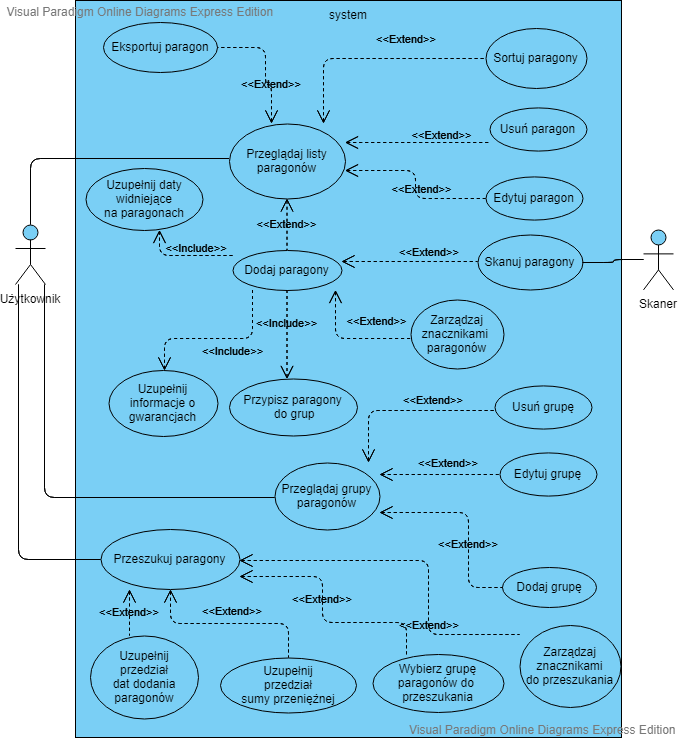 Visual Paradigm Online Diagrams Express Edition
system
Eksportuj paragon
<<Extend>>
Sortuj paragony
<<Extend>>
Usuń paragon
<<Extend>>
Przeglądaj listy
paragonów
Uzupełnij daty
widniejące
na paragonach
<<Extend>>
Edytuj paragon
<<Extend>>
<<Include>>
<<Extend>>
Dodaj paragony
Skanuj paragony
Użytkownik
Skaner
<<Include>>
<<Extend>>
Zarządzaj
znacznikami
paragonów
<<Include>>
Uzupełnij
informacje o
gwarancjach
Przypisz paragony
do grup
<<Extend>>
Usuń grupę
<<Extend>>
Edytuj grupę
Przeglądaj grupy
paragonów
<<Extend>>
Przeszukuj paragony
Dodaj grupę
<<Extend>>
<<Extend>>
<<Extend>>
<<Extend>>
Uzupełnij
przedział
dat dodania
paragonów
Uzupełnij
przedział
sumy przeniężnej
Wybierz grupę
paragonów do
przeszukania
Zarządzaj
znacznikami
do przeszukania
Visual Paradigm Online Diagrams Express Edition